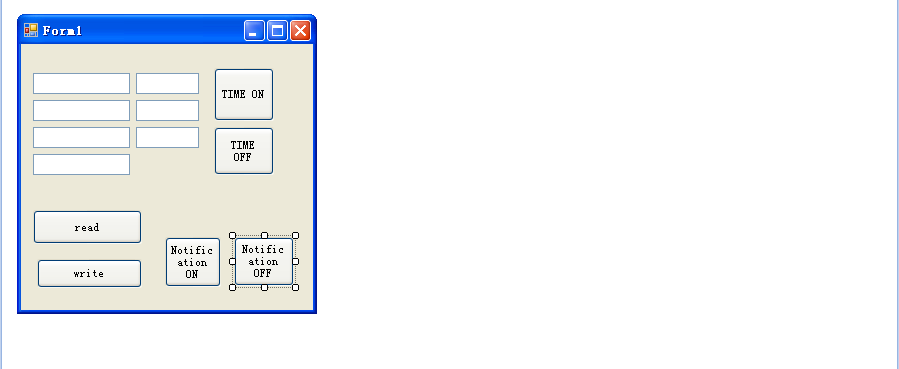 Form1
TIME ON
TIME
OFF
read
Notific
ation
ON
Notific
ation
OFF
write